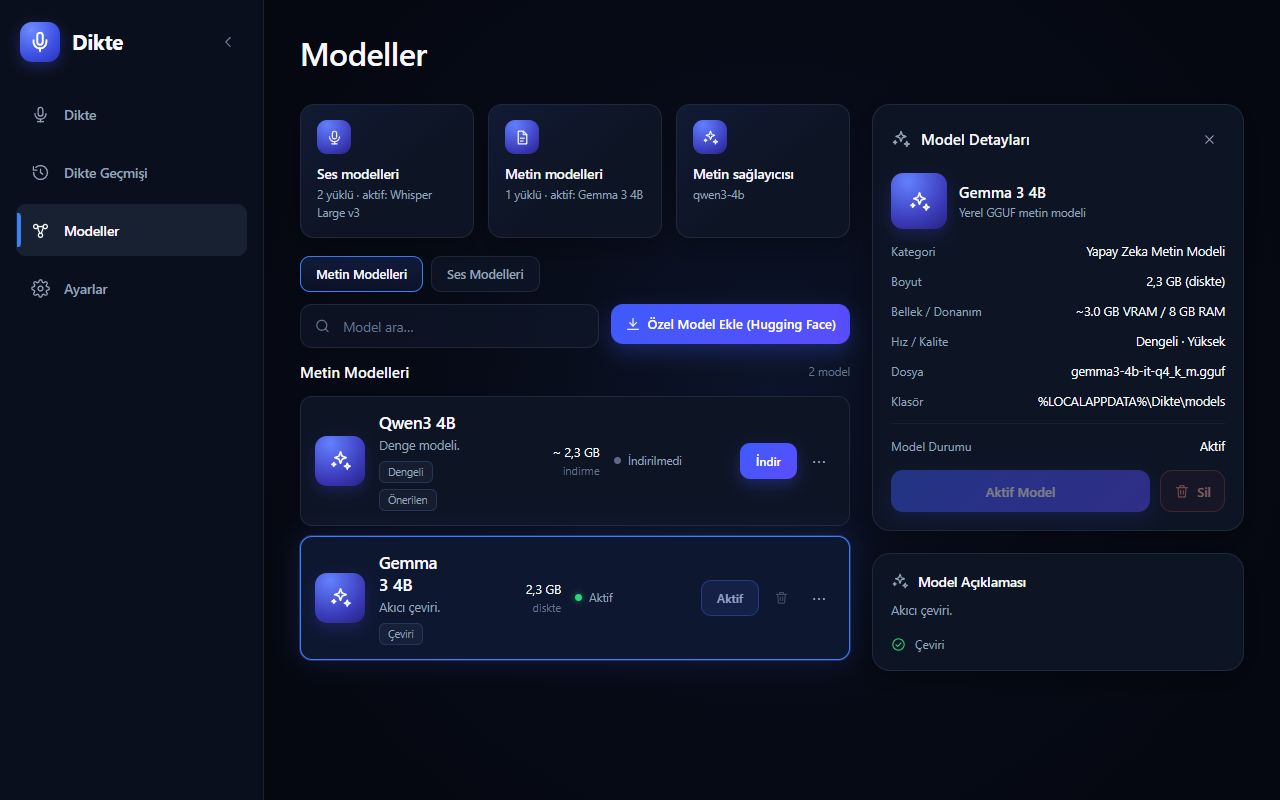 Dikte
Dikte
Dikte Geçmişi
Modeller
Ayarlar
Modeller
Ses modelleri
2 yüklü · aktif: Whisper
Large v3
Metin modelleri
1 yüklü · aktif: Gemma 3 4B
Metin sağlayıcısı
qwen3-4b
Metin Modelleri
Ses Modelleri
Model ara...
Özel Model Ekle (Hugging Face)
Metin Modelleri
2 model
Qwen3 4B
Denge modeli.
Dengeli
Önerilen
~ 2,3 GB
indirme
İndirilmedi
İndir
Gemma
3 4B
Akıcı çeviri.
Çeviri
2,3 GB
diskte
Aktif
Aktif
Model Detayları
Gemma 3 4B
Yerel GGUF metin modeli
Kategori Yapay Zeka Metin Modeli
Boyut 2,3 GB (diskte)
Bellek / Donanım ~3.0 GB VRAM / 8 GB RAM
Hız / Kalite Dengeli · Yüksek
Dosya gemma3-4b-it-q4_k_m.gguf
Klasör %LOCALAPPDATA%\Dikte\models
Model Durumu Aktif
Aktif Model
Sil
Model Açıklaması
Akıcı çeviri.
Çeviri